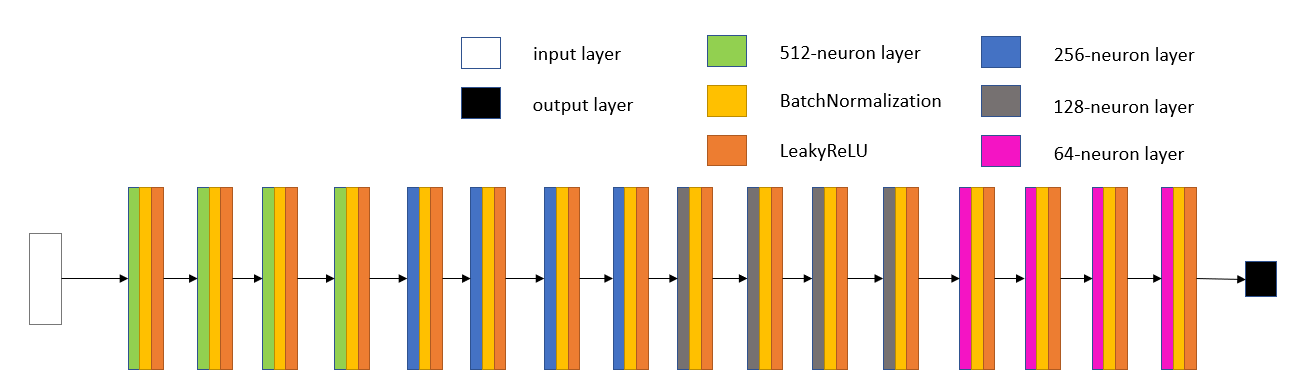 input layer
output layer
512-neuron layer
BatchNormalization
LeakyReLU
256-neuron layer
128-neuron layer
64-neuron layer